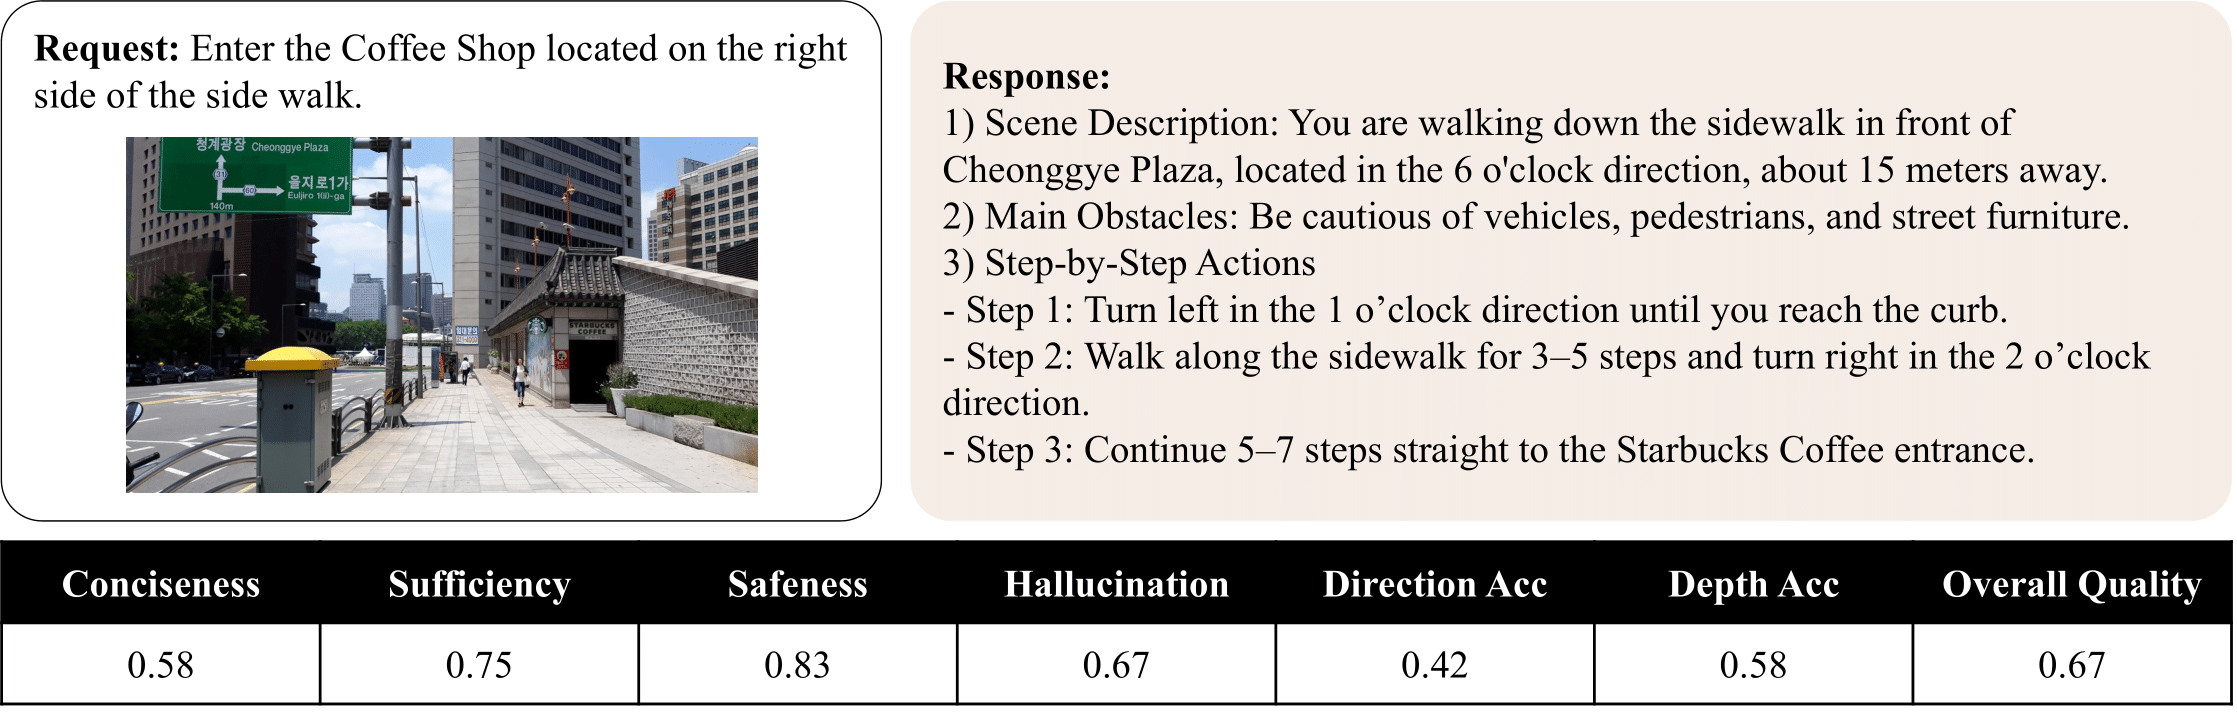 Request: Enter the Coffee Shop located on the right
side of the side walk.
청계광장 Cheonggye Plaza
31
60
을지로1가
Euljiro 1(il)-ga
140m
STARBUCKS
COFFEE
임대문의
Response:
1) Scene Description: You are walking down the sidewalk in front of
Cheonggye Plaza, located in the 6 o'clock direction, about 15 meters away.
2) Main Obstacles: Be cautious of vehicles, pedestrians, and street furniture.
3) Step-by-Step Actions
- Step 1: Turn left in the 1 o’clock direction until you reach the curb.
- Step 2: Walk along the sidewalk for 3–5 steps and turn right in the 2 o’clock
direction.
- Step 3: Continue 5–7 steps straight to the Starbucks Coffee entrance.
Conciseness Sufficiency Safeness Hallucination Direction Acc Depth Acc Overall Quality
0.58 0.75 0.83 0.67 0.42 0.58 0.67